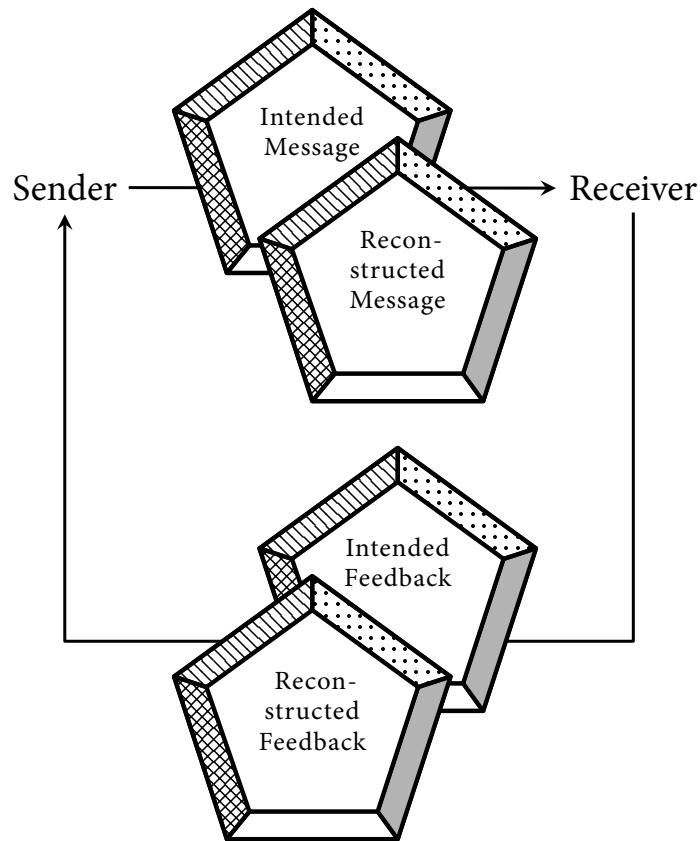 Intended
Message
Sender
Receiver
Recon-
structed
Message
Intended
Feedback
Recon-
structed
Feedback